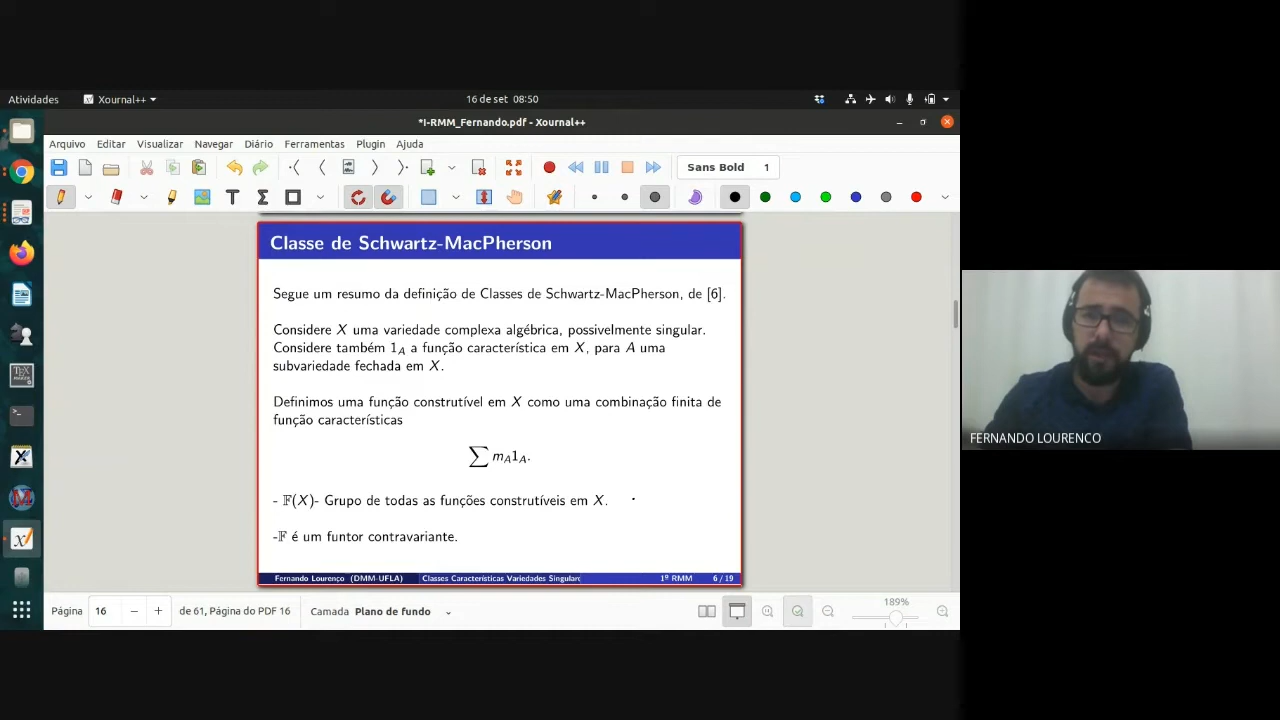 Atividades
Xournal++
16 de set 08:50
*I-RMM_Fernando.pdf - Xournal++
Arquivo Editar Visualizar Navegar Diário Ferramentas Plugin Ajuda
Sans Bold 1
Classe de Schwartz-MacPherson
Segue um resumo da definição de Classes de Schwartz-MacPherson, de [6].
Considere X uma variedade complexa algébrica, possivelmente singular.
Considere também 1_A a função característica em X, para A uma
subvariedade fechada em X.
Definimos uma função construtível em X como uma combinação finita de
função características
∑ m_A 1_A.
- 𝔽(X)- Grupo de todas as funções construtíveis em X.
-𝔽 é um funtor contravariante.
Fernando Lourenço (DMM-UFLA) Classes Características Variedades Singular 1º RMM 6 / 19
FERNANDO LOURENCO
Página 16 de 61, Página do PDF 16 Camada Plano de fundo 189%